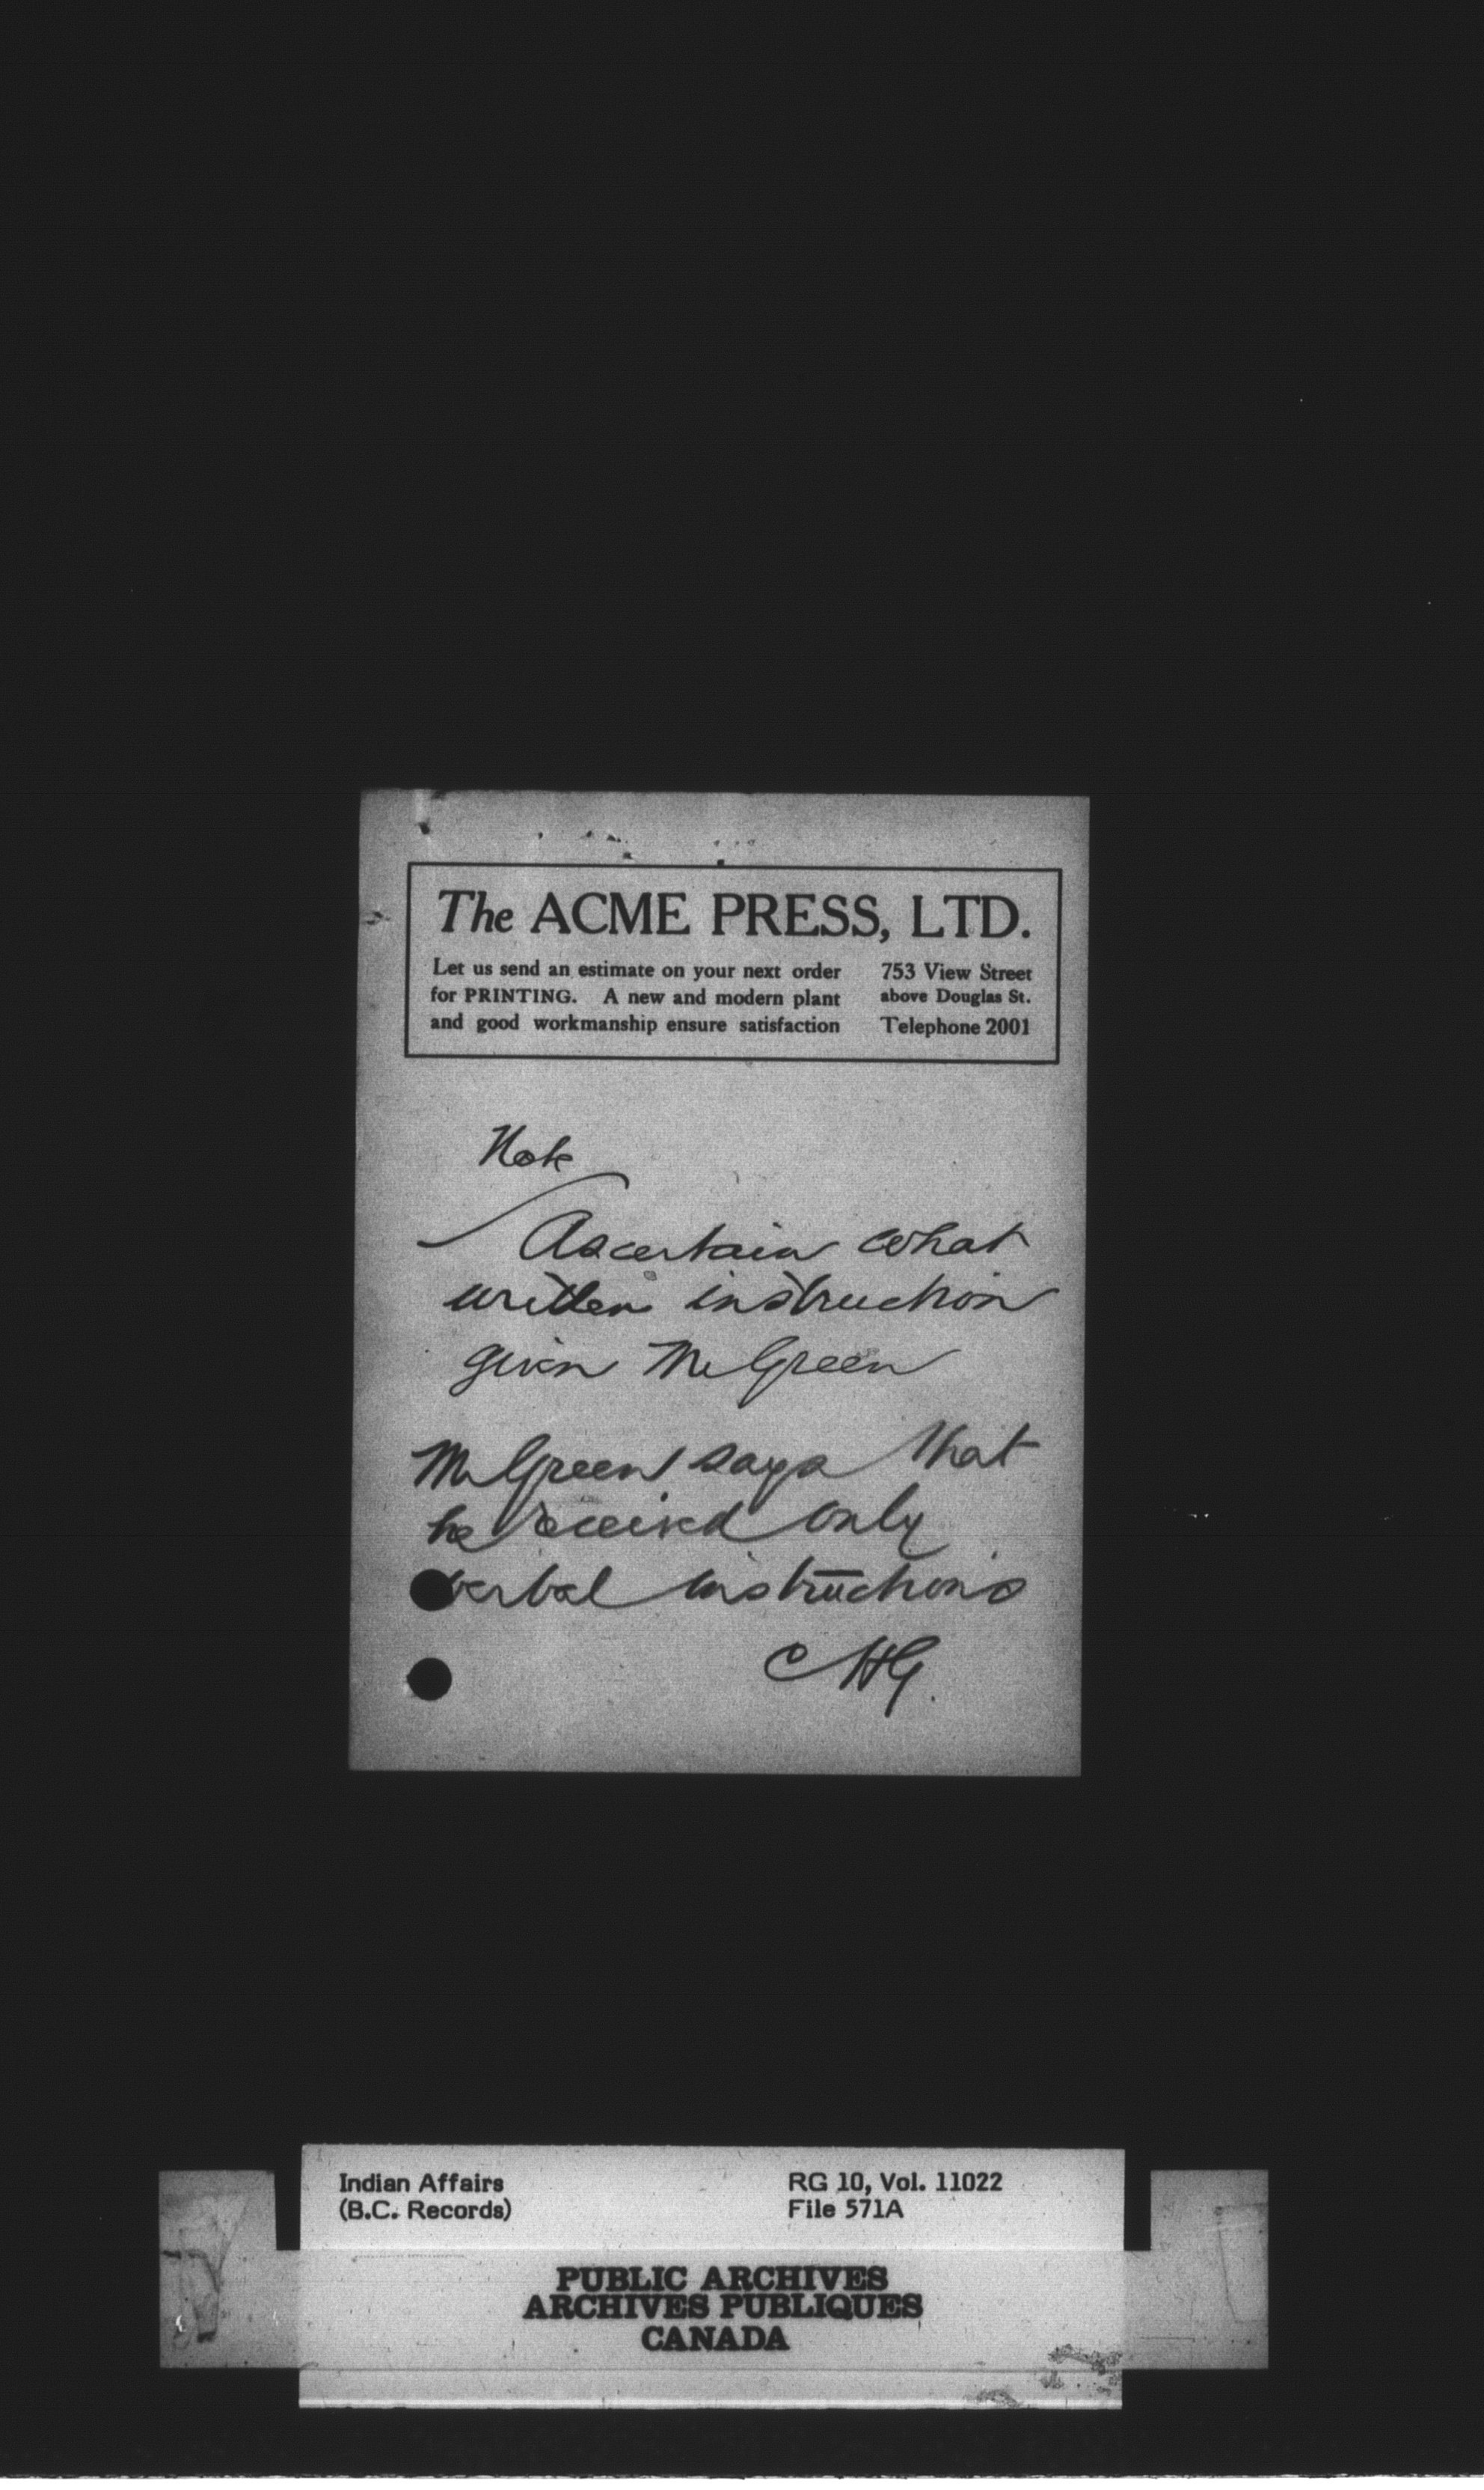 The ACME PRESS, LTD.
Let us send an estimate on your next order
for PRINTING. A new and modern plant
and good workmanship ensure satisfaction
753 View Street
above Douglas St.
Telephone 2001
Note
Ascertain what
written instruction
given Mr Green
Mr Green says that
he received only
verbal instructions
CHG.
Indian Affairs
(B.C. Records)
RG 10, Vol. 11022
File 571A
PUBLIC ARCHIVES
ARCHIVES PUBLIQUES
CANADA